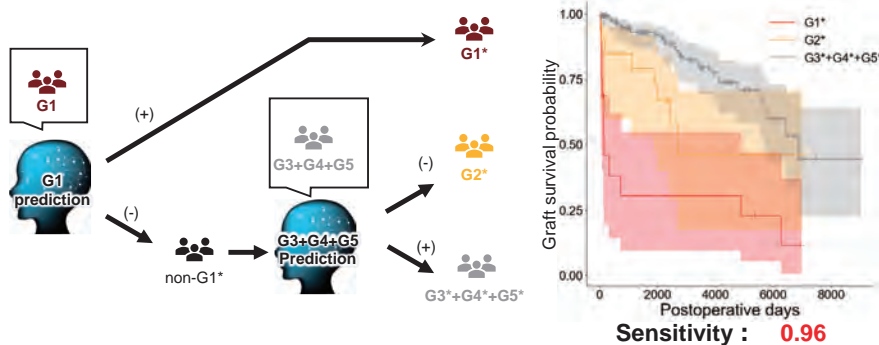 G1
G1
prediction
(+)
(-)
non-G1*
G3+G4+G5
G3+G4+G5
Prediction
(-)
(+)
G1*
G2*
G3*+G4*+G5*
Graft survival probability
1.00
0.75
0.50
0.25
0.00
G1*
G2*
G3*+G4*+G5*
0
2000
4000
6000
8000
Postoperative days
Sensitivity : 0.96